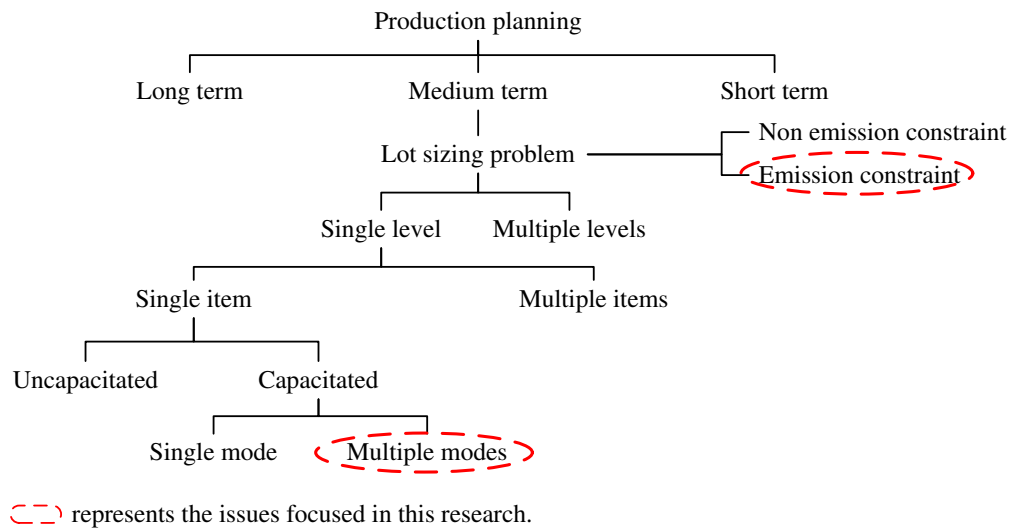 Production planning
Long term
Medium term
Short term
Non emission constraint
Lot sizing problem
Emission constraint
Single level
Multiple levels
Single item
Multiple items
Uncapacitated
Capacitated
Single mode
Multiple modes
represents the issues focused in this research.